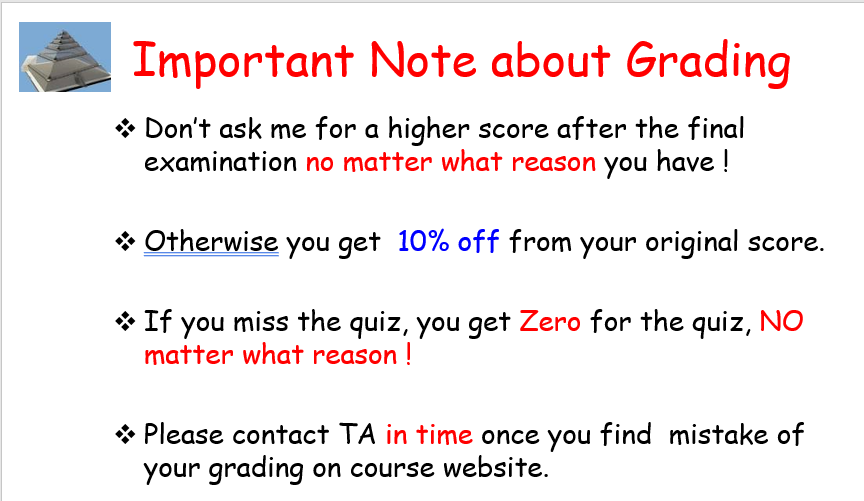 Important Note about Grading
❖ Don't ask me for a higher score after the final
examination no matter what reason you have !
❖ Otherwise you get 10% off from your original score.
❖ If you miss the quiz, you get Zero for the quiz, NO
matter what reason !
❖ Please contact TA in time once you find mistake of
your grading on course website.